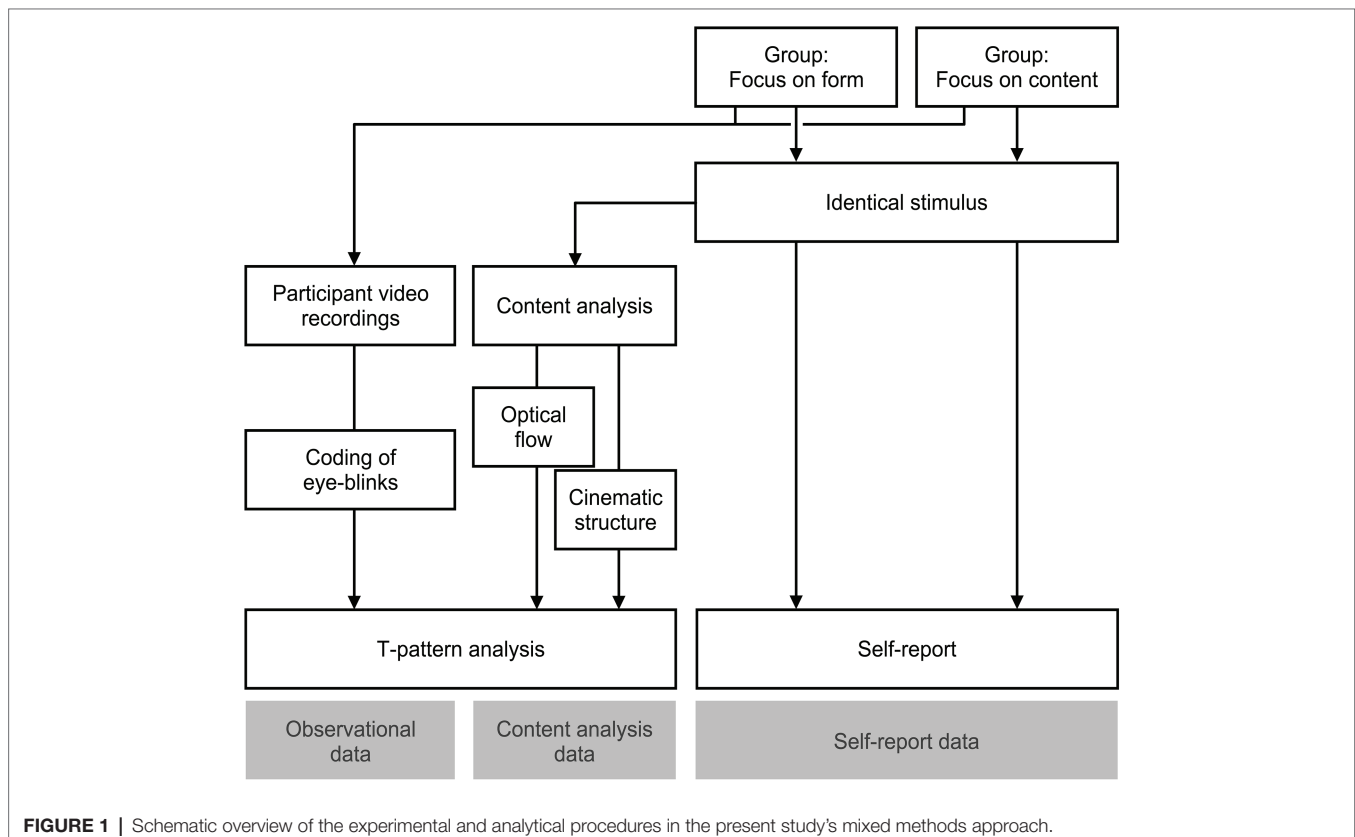 Group:
Focus on form
Group:
Focus on content
Identical stimulus
Participant video
recordings
Content analysis
Optical
flow
Coding of
eye-blinks
Cinematic
structure
T-pattern analysis
Self-report
Observational
data
Content analysis
data
Self-report data
FIGURE 1 | Schematic overview of the experimental and analytical procedures in the present study’s mixed methods approach.